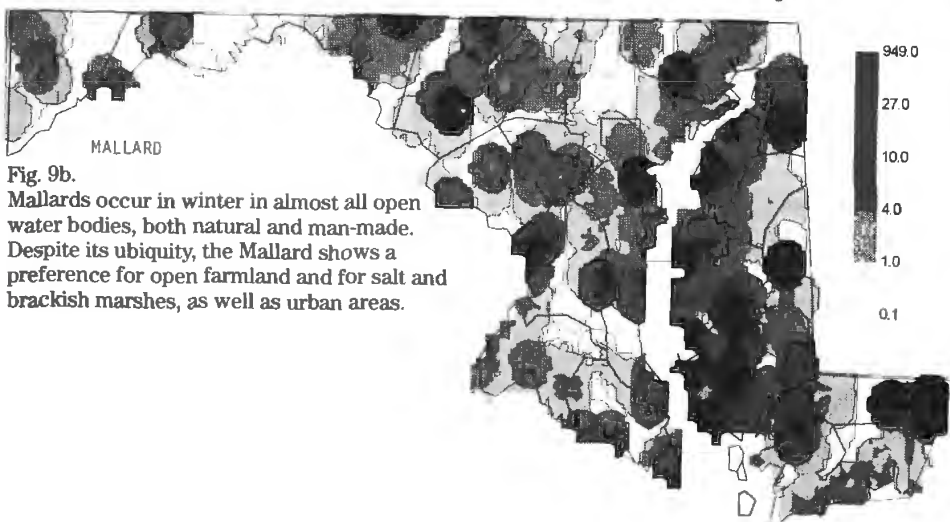 MALLARD
Fig. 9b.
Mallards occur in winter in almost all open
water bodies, both natural and man-made.
Despite its ubiquity, the Mallard shows a
preference for open farmland and for salt and
brackish marshes, as well as urban areas.
949.0
27.0
10.0
4.0
1.0
0.1